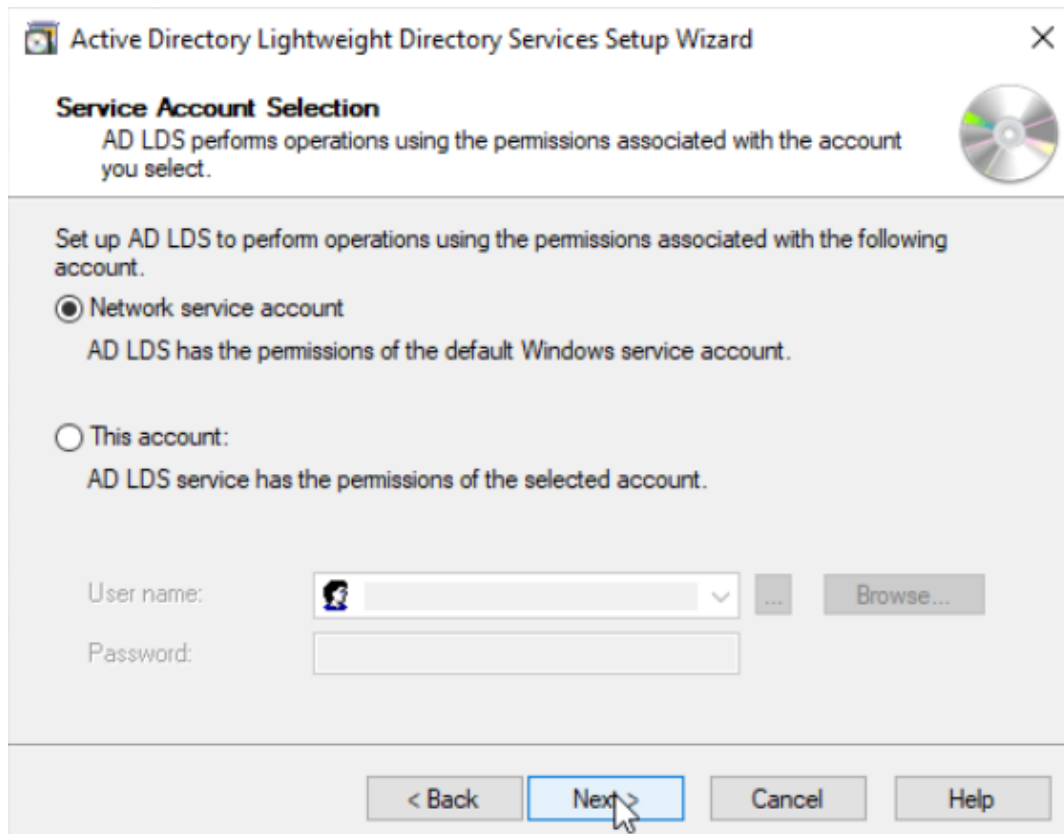 Active Directory Lightweight Directory Services Setup Wizard
Service Account Selection
AD LDS performs operations using the permissions associated with the account
you select.
Set up AD LDS to perform operations using the permissions associated with the following
account.
Network service account
AD LDS has the permissions of the default Windows service account.
This account:
AD LDS service has the permissions of the selected account.
User name:
... Browse...
Password:
< Back Next > Cancel Help